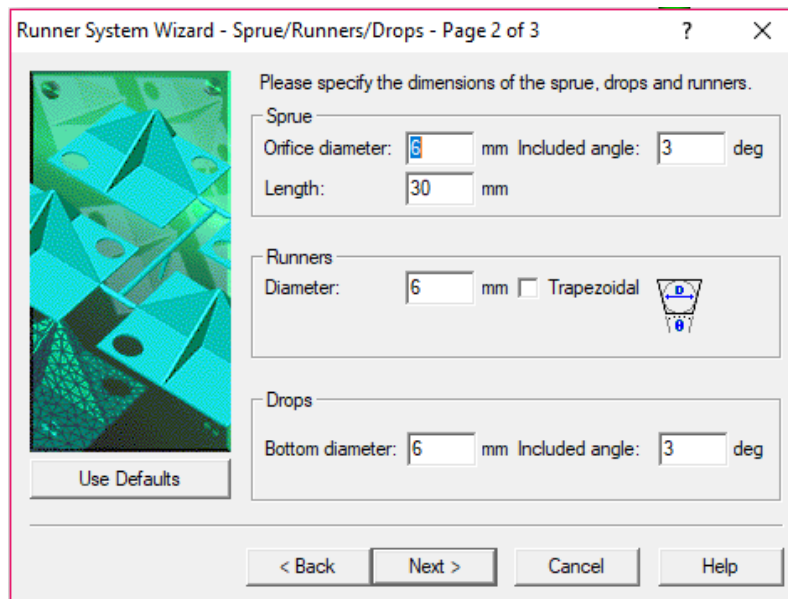 Runner System Wizard - Sprue/Runners/Drops - Page 2 of 3 ?
Please specify the dimensions of the sprue, drops and runners.
Sprue
Orifice diameter: 6 mm Included angle: 3 deg
Length: 30 mm
Runners
Diameter: 6 mm Trapezoidal
D
θ
Drops
Bottom diameter: 6 mm Included angle: 3 deg
Use Defaults
< Back Next > Cancel Help